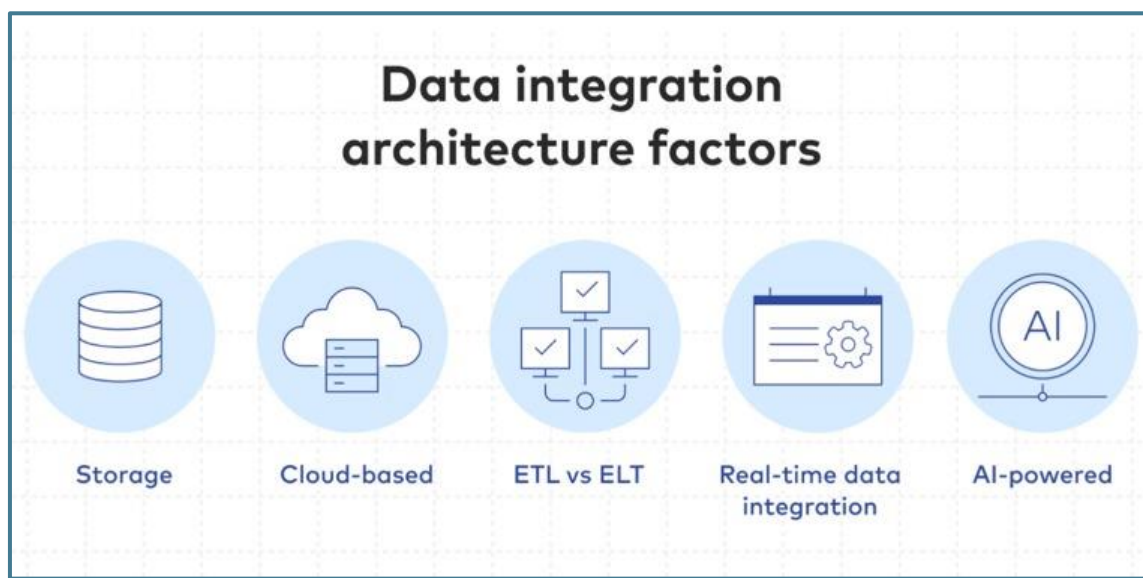 Data integration
architecture factors
AI
Storage
Cloud-based
ETL vs ELT
Real-time data
integration
AI-powered